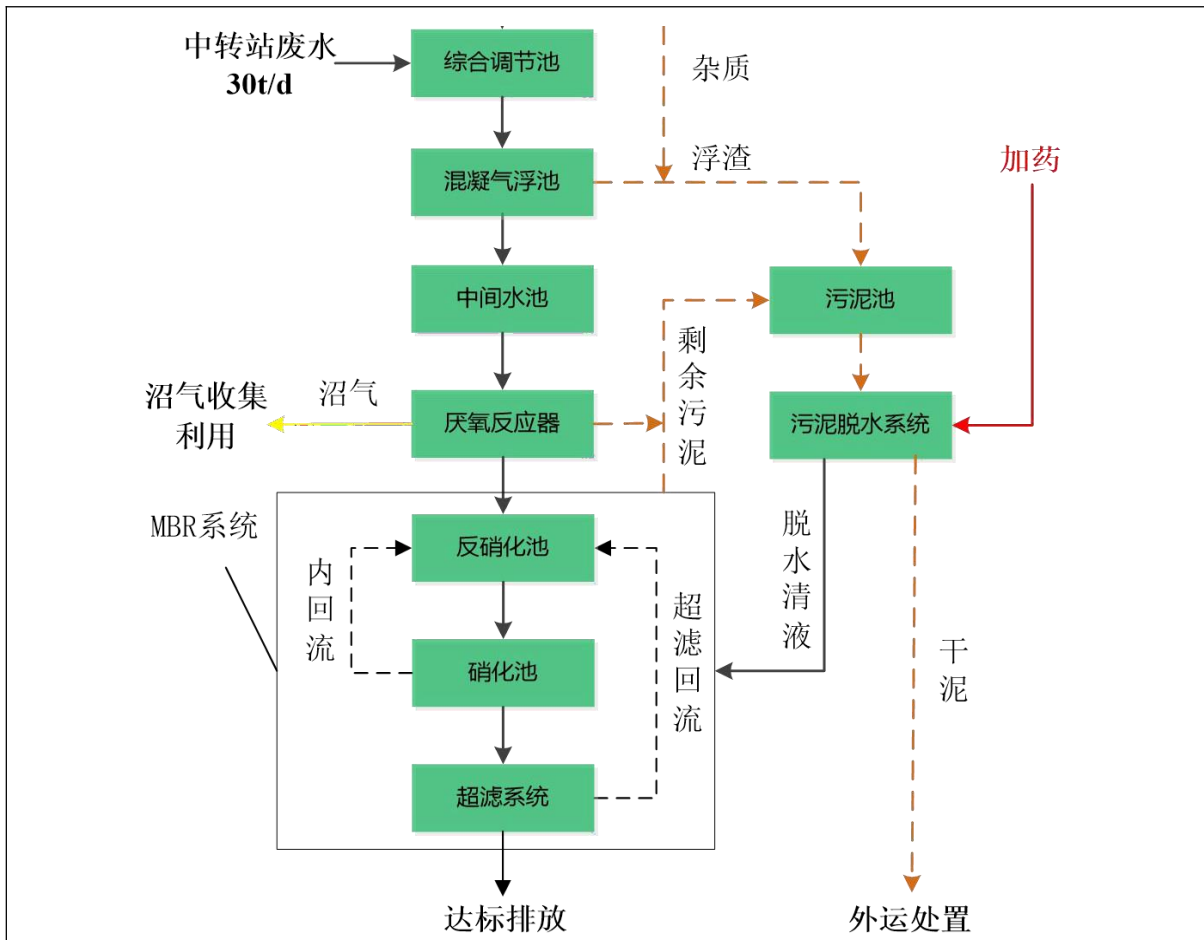 中转站废水
30t/d
综合调节池
杂质
混凝气浮池
浮渣
加药
中间水池
污泥池
剩余污泥
沼气收集
利用
沼气
厌氧反应器
污泥脱水系统
MBR系统
反硝化池
内回流
超滤回流
脱水清液
硝化池
干泥
超滤系统
达标排放
外运处置